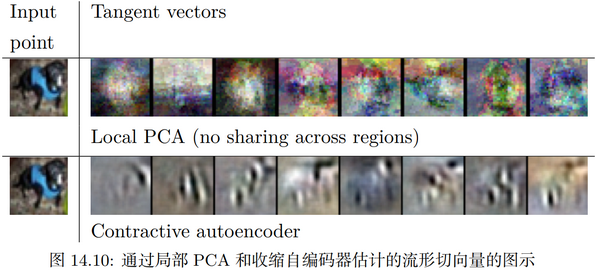 Input
point
Tangent vectors
Local PCA (no sharing across regions)
Contractive autoencoder
图 14.10: 通过局部 PCA 和收缩自编码器估计的流形切向量的图示